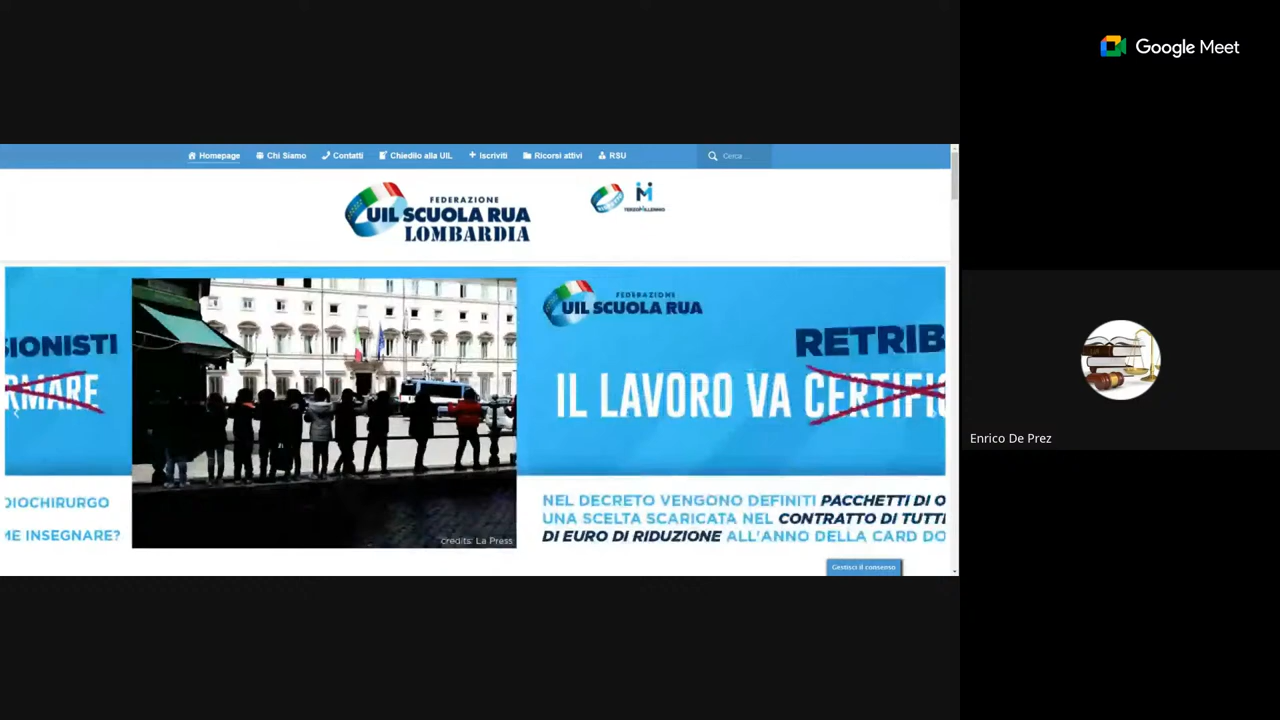 Google Meet
Homepage Chi Siamo Contatti Chiedilo alla UIL Iscriviti Ricorsi attivi RSU Cerca ...
FEDERAZIONE
UIL SCUOLA RUA
LOMBARDIA
TERZO MILLENNIO
FEDERAZIONE
UIL SCUOLA RUA
SIONISTI
RETRIB
RMARE
IL LAVORO VA CERTIFIC
DIOCHIRURGO
NEL DECRETO VENGONO DEFINITI PACCHETTI DI O
UNA SCELTA SCARICATA NEL CONTRATTO DI TUTTI
ME INSEGNARE?
DI EURO DI RIDUZIONE ALL'ANNO DELLA CARD DO
credits: La Press
Gestisci il consenso
Enrico De Prez